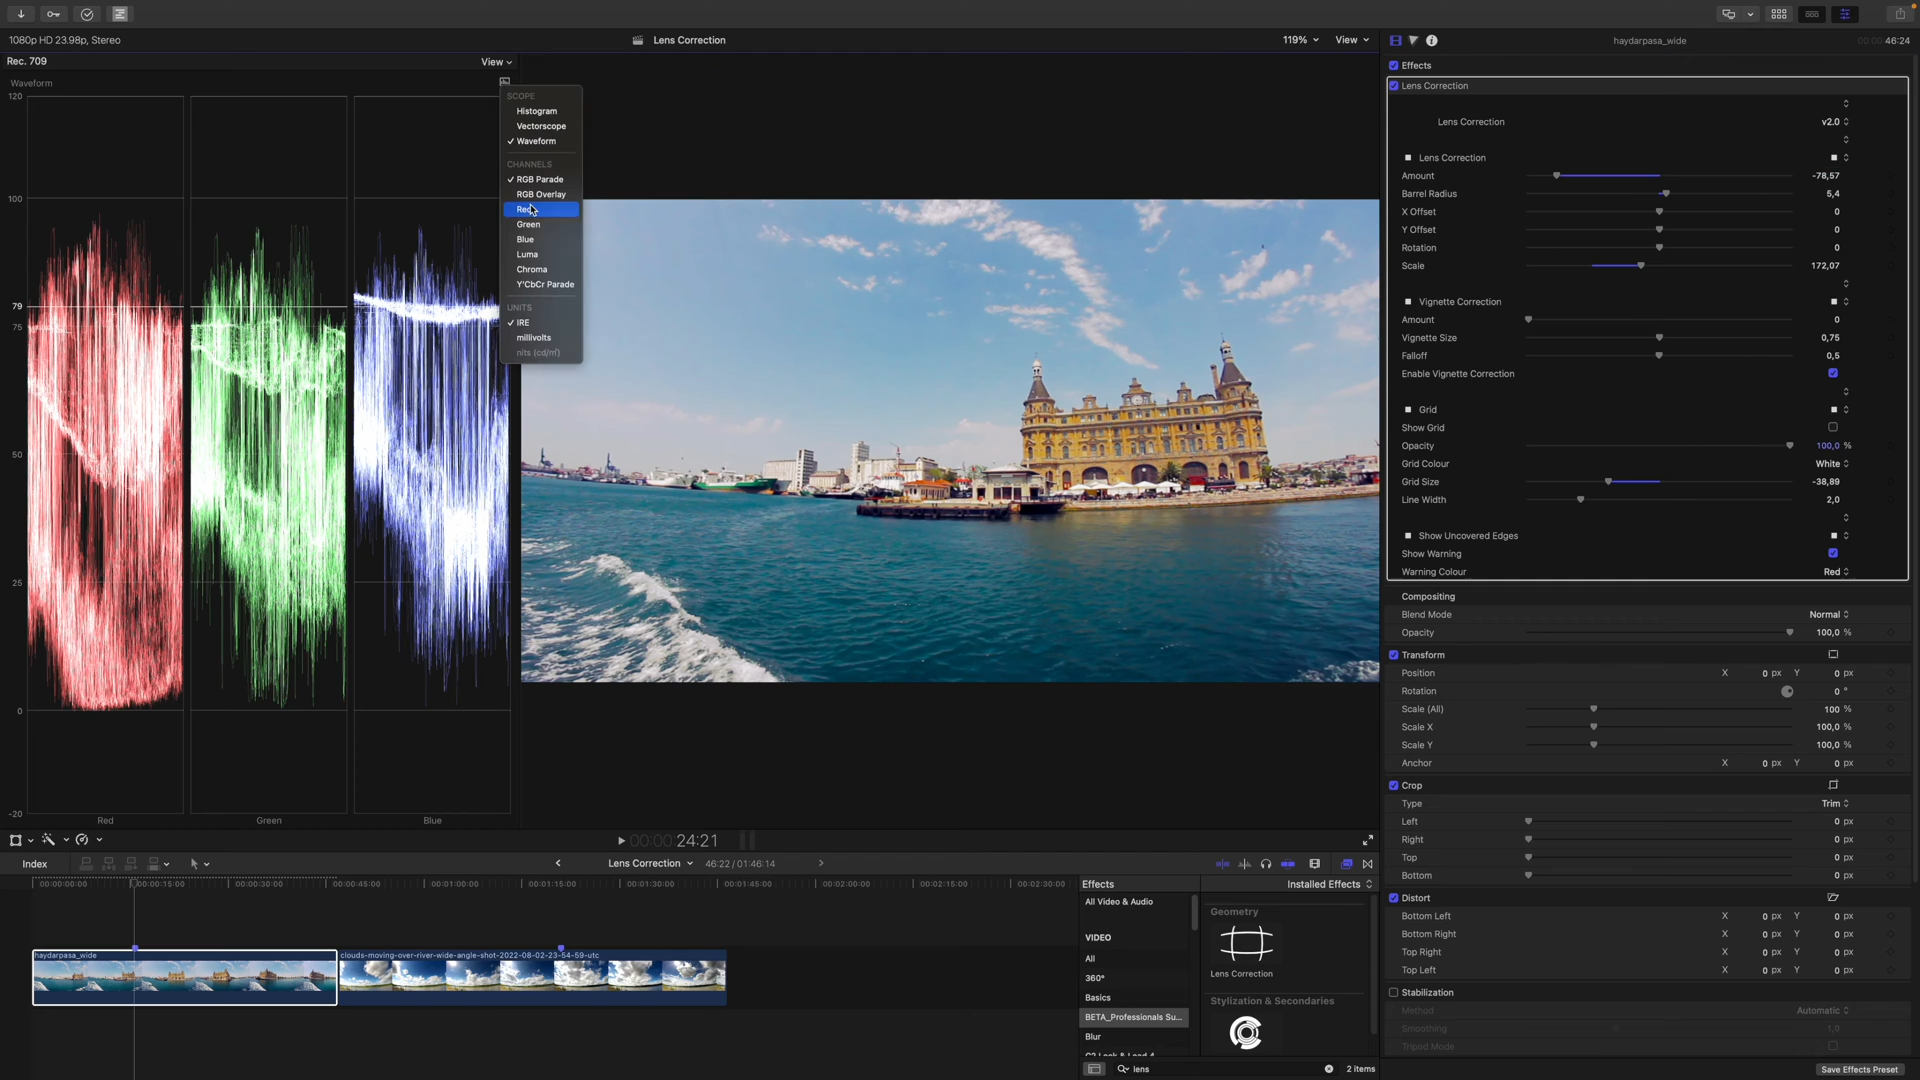 1080p HD 23.98p, Stereo
Lens Correction
119%
View
haydarpasa_wide
00:00:46:24
Rec. 709
View
Waveform
120
100
79
75
50
25
0
-20
Red
Green
Blue
SCOPE
Histogram
Vectorscope
✓ Waveform
CHANNELS
✓ RGB Parade
RGB Overlay
Red
Green
Blue
Luma
Chroma
Y'CbCr Parade
UNITS
✓ IRE
millivolts
nits (cd/㎡)
Effects
Lens Correction
Lens Correction v2.0
Lens Correction
Amount -78,57
Barrel Radius 5,4
X Offset 0
Y Offset 0
Rotation 0
Scale 172,07
Vignette Correction
Amount 0
Vignette Size 0,75
Falloff 0,5
Enable Vignette Correction
Grid
Show Grid
Opacity 100,0 %
Grid Colour White
Grid Size -38,89
Line Width 2,0
Show Uncovered Edges
Show Warning
Warning Colour Red
Compositing
Blend Mode Normal
Opacity 100,0 %
Transform
Position X 0 px Y 0 px
Rotation 0 °
Scale (All) 100 %
Scale X 100,0 %
Scale Y 100,0 %
Anchor X 0 px Y 0 px
Crop
Type Trim
Left 0 px
Right 0 px
Top 0 px
Bottom 0 px
Distort
Bottom Left X 0 px Y 0 px
Bottom Right X 0 px Y 0 px
Top Right X 0 px Y 0 px
Top Left X 0 px Y 0 px
Stabilization
Method Automatic
Smoothing 1,0
Tripod Mode
Save Effects Preset
00:00:24:21
Index
Lens Correction
46:22 / 01:46:14
00:00:00:00
00:00:15:00
00:00:30:00
00:00:45:00
00:01:00:00
00:01:15:00
00:01:30:00
00:01:45:00
00:02:00:00
00:02:15:00
00:02:30:00
haydarpasa_wide
clouds-moving-over-river-wide-angle-shot-2022-08-02-23-54-59-utc
Effects
Installed Effects
All Video & Audio
VIDEO
All
360°
Basics
BETA_Professionals Su...
Blur
Geometry
Lens Correction
Stylization & Secondaries
lens
2 items